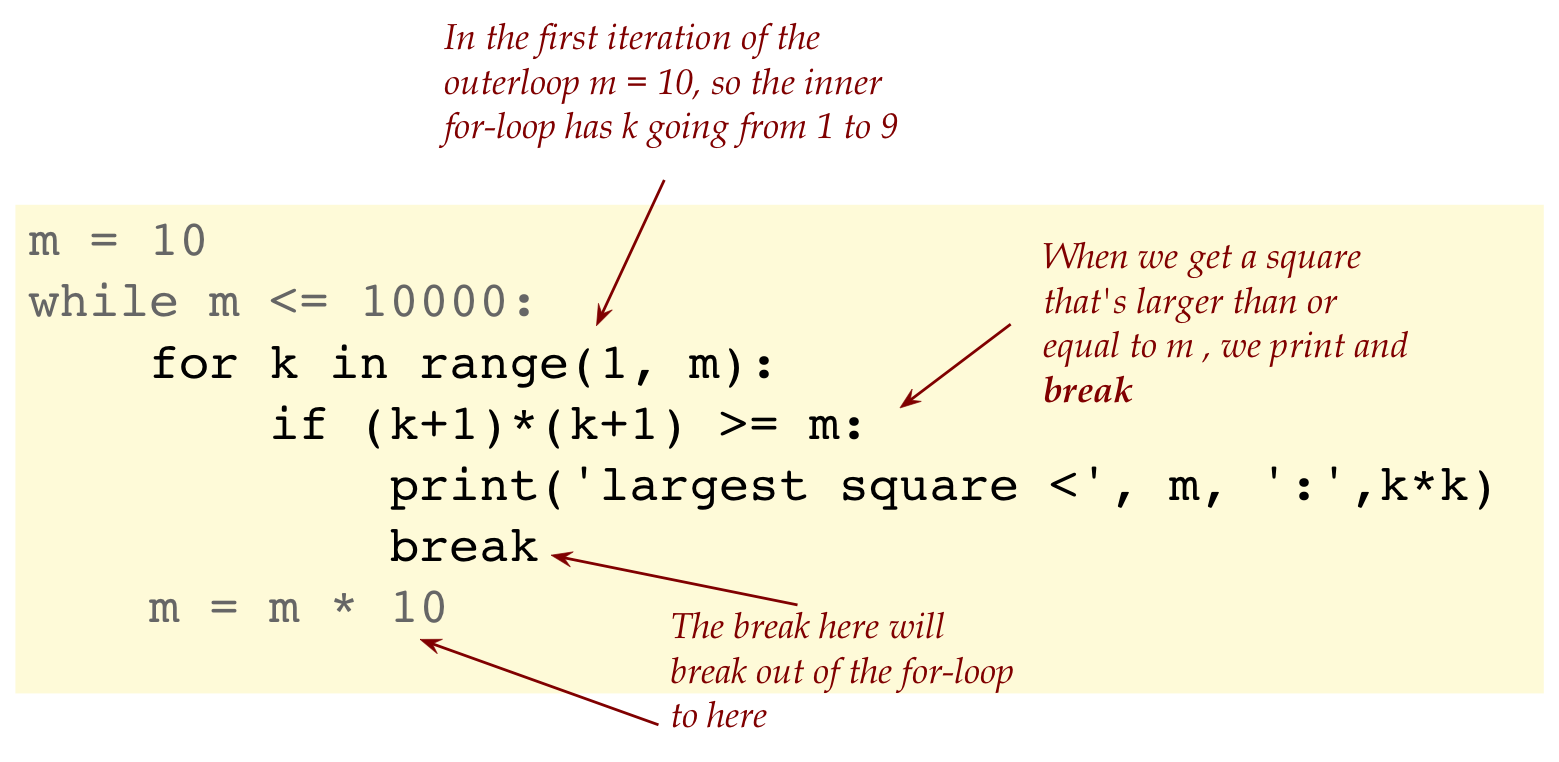 In the first iteration of the
outerloop m = 10, so the inner
for-loop has k going from 1 to 9
m = 10
while m <= 10000:
    for k in range(1, m):
        if (k+1)*(k+1) >= m:
            print('largest square <', m, ':',k*k)
            break
    m = m * 10
When we get a square
that's larger than or
equal to m , we print and
break
The break here will
break out of the for-loop
to here